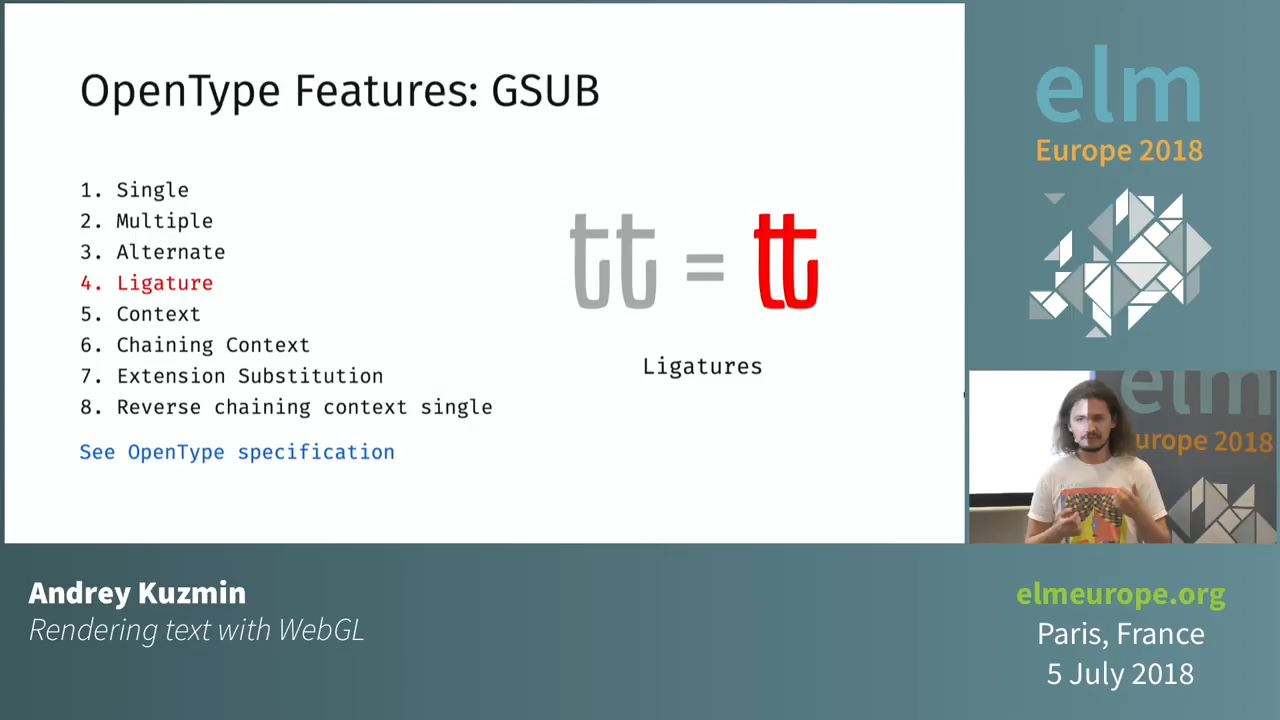 OpenType Features: GSUB
1. Single
2. Multiple
3. Alternate
4. Ligature
5. Context
6. Chaining Context
7. Extension Substitution
8. Reverse chaining context single
See OpenType specification
tt = tt
Ligatures
elm
Europe 2018
elm
urope 2018
Andrey Kuzmin
Rendering text with WebGL
elmeurope.org
Paris, France
5 July 2018